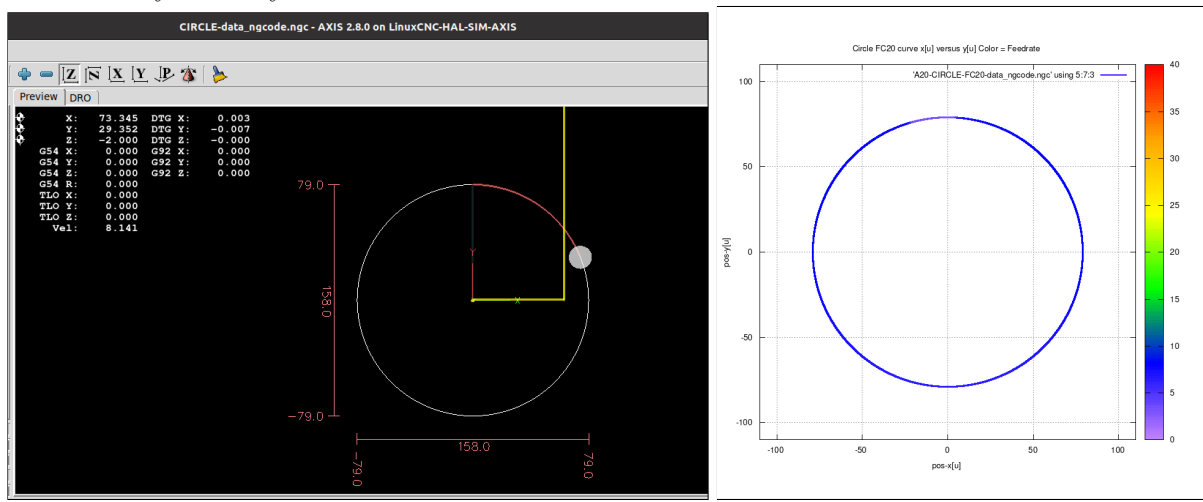 CIRCLE-data_ngcode.ngc - AXIS 2.8.0 on LinuxCNC-HAL-SIM-AXIS
Z N X Y P
Preview DRO
X: 73.345 DTG X: 0.003
Y: 29.352 DTG Y: -0.007
Z: -2.000 DTG Z: -0.000
G54 X: 0.000 G92 X: 0.000
G54 Y: 0.000 G92 Y: 0.000
G54 Z: 0.000 G92 Z: 0.000
G54 R: 0.000
TLO X: 0.000
TLO Y: 0.000
TLO Z: 0.000
Vel: 8.141
79.0
Y
158.0
X
-79.0
158.0
-79.0
79.0
Circle FC20 curve x[u] versus y[u] Color = Feedrate
'A20-CIRCLE-FC20-data_ngcode.ngc' using 5:7:3
100
50
0
-50
-100
pos-y[u]
-100 -50 0 50 100
pos-x[u]
40
35
30
25
20
15
10
5
0